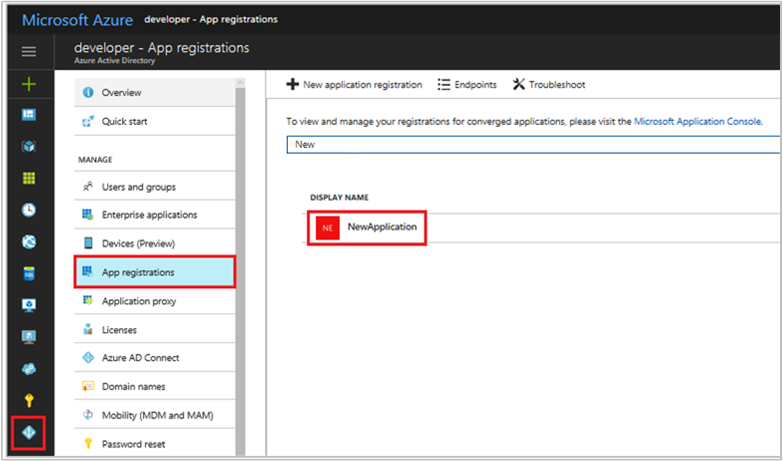 Microsoft Azure developer - App registrations
developer - App registrations
Azure Active Directory
Overview
Quick start
MANAGE
Users and groups
Enterprise applications
Devices (Preview)
App registrations
Application proxy
Licenses
Azure AD Connect
Domain names
Mobility (MDM and MAM)
Password reset
New application registration Endpoints Troubleshoot
To view and manage your registrations for converged applications, please visit the Microsoft Application Console.
New
DISPLAY NAME
NE NewApplication